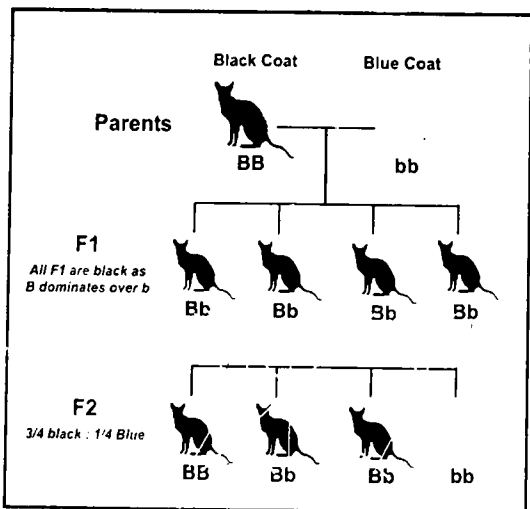 Black Coat Blue Coat
Parents
BB
bb
F1
All F1 are black as
B dominates over b
Bb Bb Bb Bb
F2
3/4 black : 1/4 Blue
BB Bb Bb bb